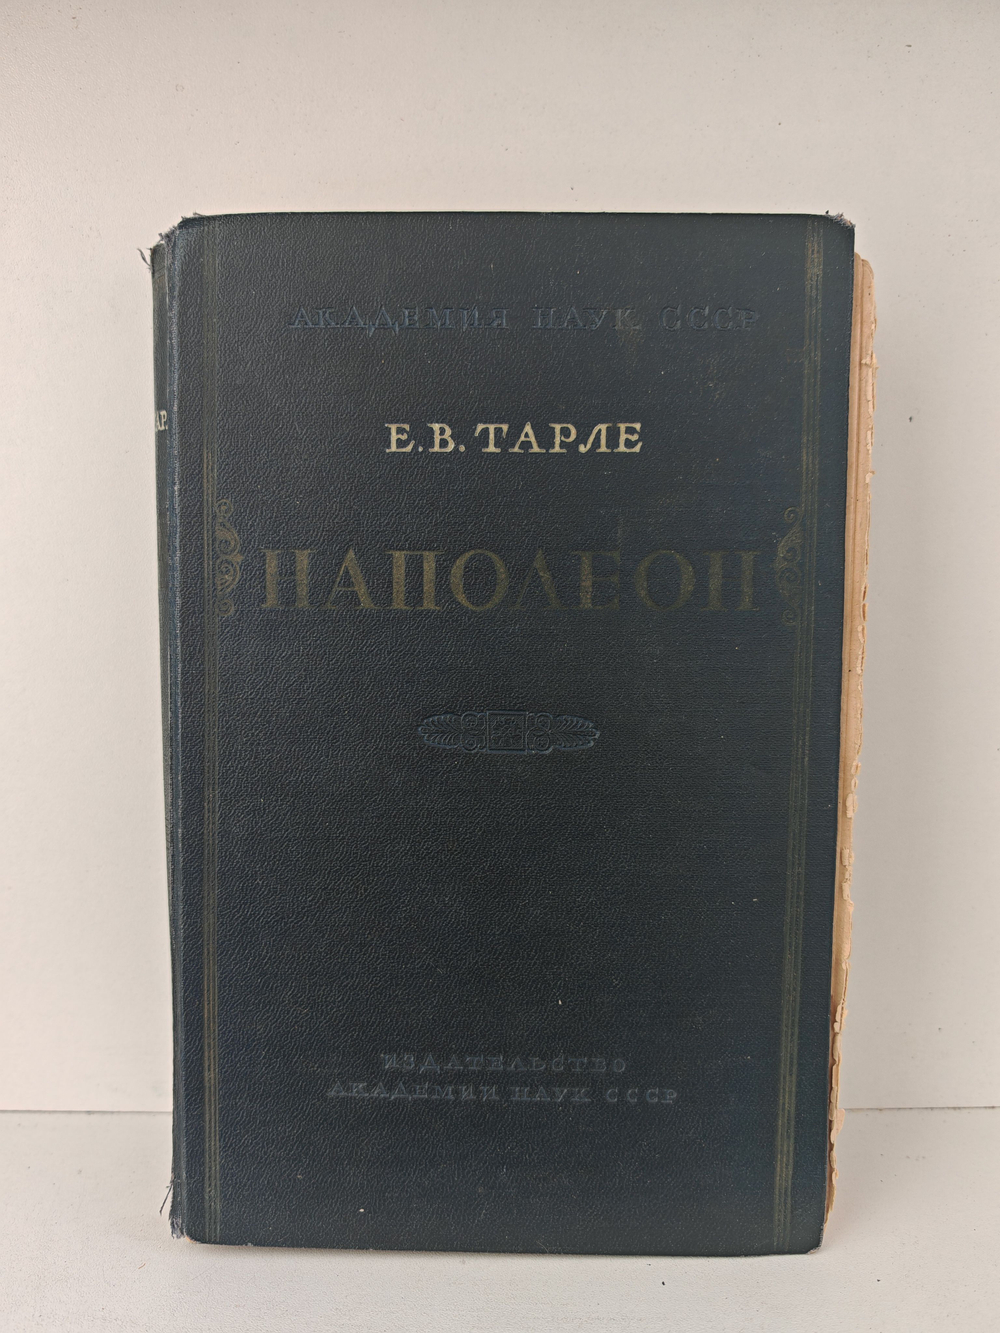 АКАДЕМИЯ НАУК СССР
Е.В.ТАРЛЕ
НАПОЛЕОН
ИЗДАТЕЛЬСТВО
АКАДЕМИИ НАУК СССР